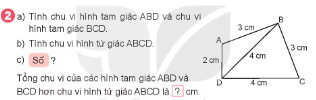 2 a) Tính chu vi hình tam giác ABD và chu vi
hình tam giác BCD.
b) Tính chu vi hình tứ giác ABCD.
c) Số ?
Tổng chu vi của các hình tam giác ABD và
BCD hơn chu vi hình tứ giác ABCD là ? cm.
B
3 cm
A
3 cm
2 cm
4 cm
D
4 cm
C